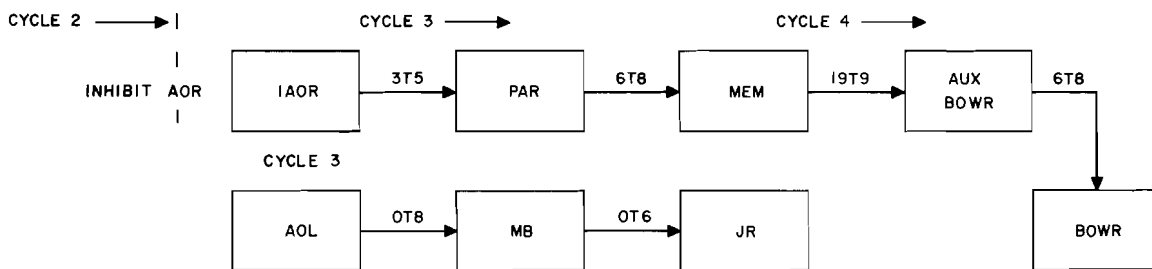 CYCLE 2 CYCLE 3 CYCLE 4
INHIBIT AOR IAOR 3T5 PAR 6T8 MEM 19T9 AUX BOWR 6T8
CYCLE 3
AOL 0T8 MB 0T6 JR BOWR